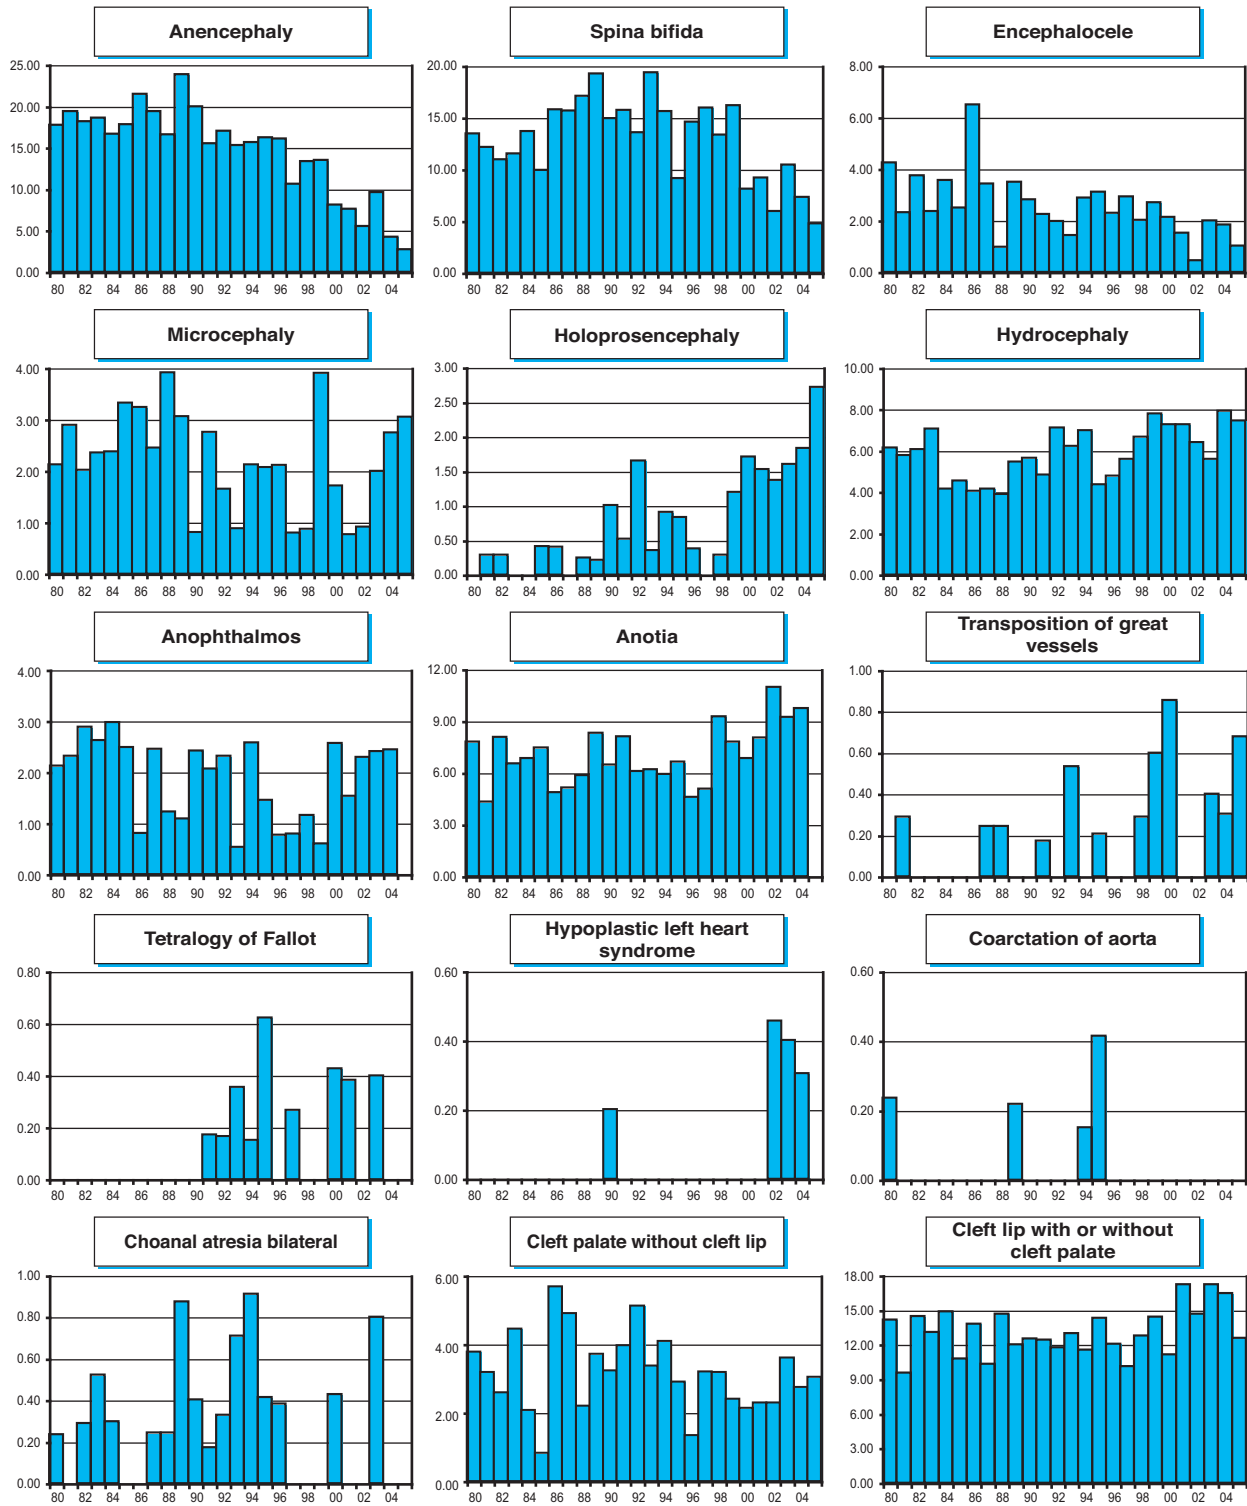 Anencephaly
25.00
20.00
15.00
10.00
5.00
0.00
80 82 84 86 88 90 92 94 96 98 00 02 04
Spina bifida
20.00
15.00
10.00
5.00
0.00
80 82 84 86 88 90 92 94 96 98 00 02 04
Encephalocele
8.00
6.00
4.00
2.00
0.00
80 82 84 86 88 90 92 94 96 98 00 02 04
Microcephaly
4.00
3.00
2.00
1.00
0.00
80 82 84 86 88 90 92 94 96 98 00 02 04
Holoprosencephaly
3.00
2.50
2.00
1.50
1.00
0.50
0.00
80 82 84 86 88 90 92 94 96 98 00 02 04
Hydrocephaly
10.00
8.00
6.00
4.00
2.00
0.00
80 82 84 86 88 90 92 94 96 98 00 02 04
Anophthalmos
4.00
3.00
2.00
1.00
0.00
80 82 84 86 88 90 92 94 96 98 00 02 04
Anotia
12.00
9.00
6.00
3.00
0.00
80 82 84 86 88 90 92 94 96 98 00 02 04
Transposition of great
vessels
1.00
0.80
0.60
0.40
0.20
0.00
80 82 84 86 88 90 92 94 96 98 00 02 04
Tetralogy of Fallot
0.80
0.60
0.40
0.20
0.00
80 82 84 86 88 90 92 94 96 98 00 02 04
Hypoplastic left heart
syndrome
0.60
0.40
0.20
0.00
80 82 84 86 88 90 92 94 96 98 00 02 04
Coarctation of aorta
0.60
0.40
0.20
0.00
80 82 84 86 88 90 92 94 96 98 00 02 04
Choanal atresia bilateral
1.00
0.80
0.60
0.40
0.20
0.00
80 82 84 86 88 90 92 94 96 98 00 02 04
Cleft palate without cleft lip
6.00
4.00
2.00
0.00
80 82 84 86 88 90 92 94 96 98 00 02 04
Cleft lip with or without
cleft palate
18.00
15.00
12.00
9.00
6.00
3.00
0.00
80 82 84 86 88 90 92 94 96 98 00 02 04